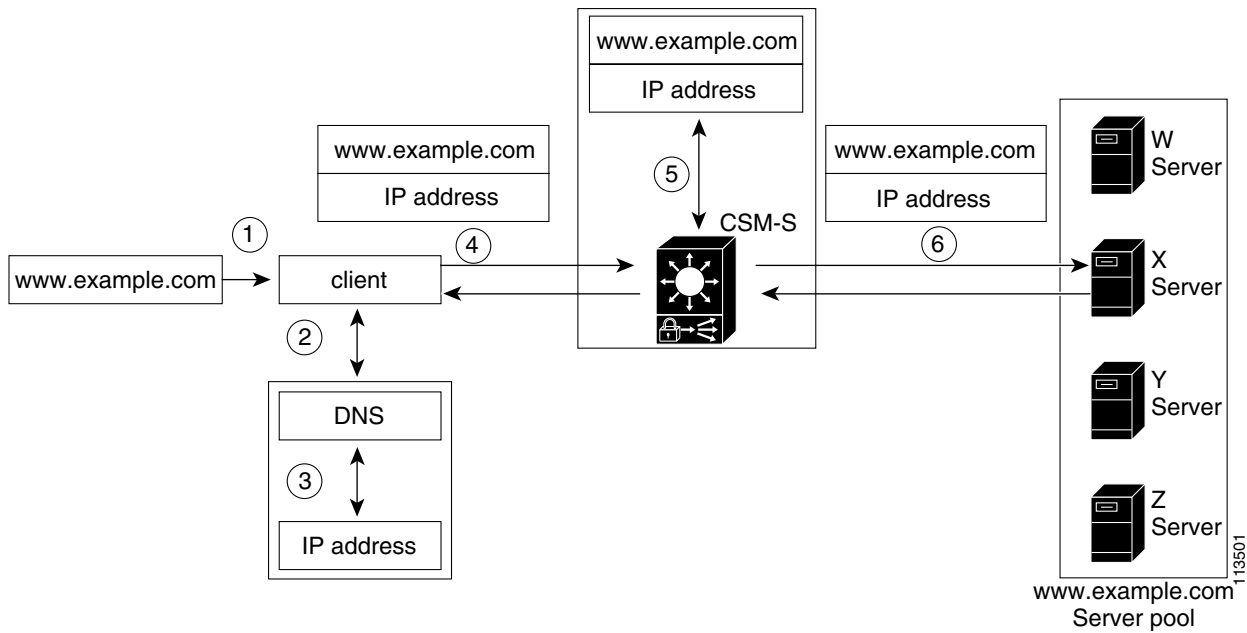 www.example.com
IP address
www.example.com
IP address
5
www.example.com
IP address
W
Server
CSM-S
1
4
6
X
Server
www.example.com
client
2
DNS
3
IP address
Y
Server
Z
Server
113501
www.example.com
Server pool